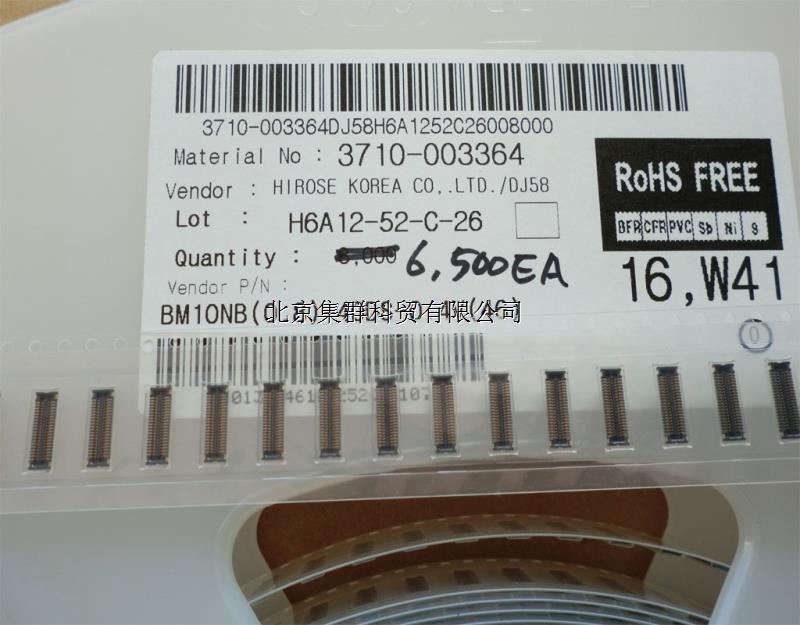 3710-003364DJ58H6A1252C26008000
Material No : 3710-003364
Vendor : HIROSE KOREA CO,.LTD./DJ58
Lot : H6A12-52-C-26
Quantity : 8,000 6,500EA
Vendor P/N :
BM10NB(
北京集群科贸有限公司
RoHS FREE
BFR CFR PVC Sb Ni S
16,W41